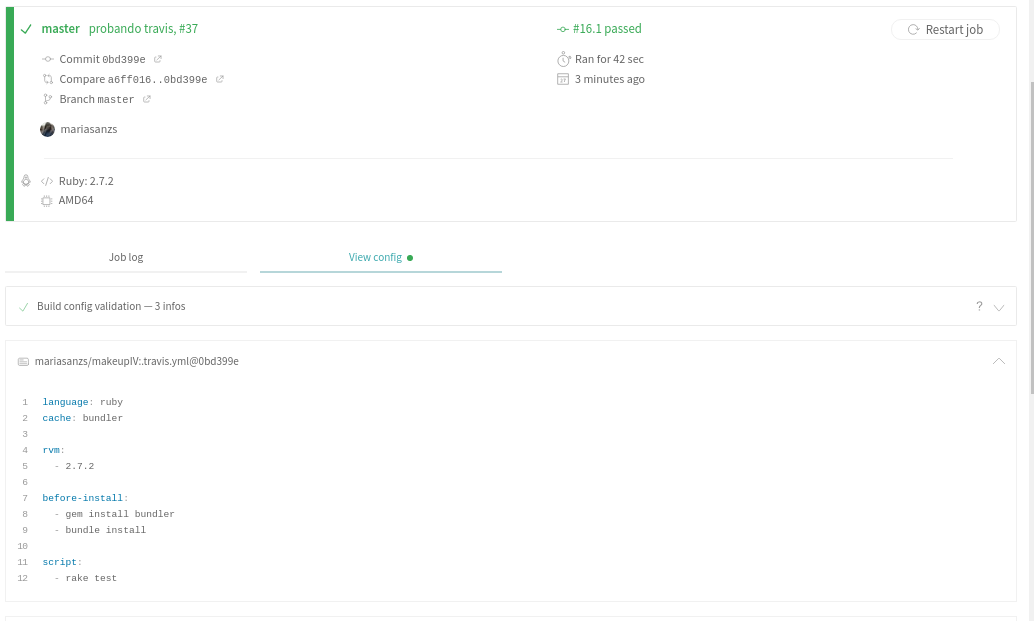 master probando travis, #37
#16.1 passed
Restart job
Commit 0bd399e
Ran for 42 sec
Compare a6ff016..0bd399e
3 minutes ago
Branch master
mariasanzs
Ruby: 2.7.2
AMD64
Job log
View config
Build config validation — 3 infos
?
mariasanzs/makeupIV:.travis.yml@0bd399e
1 language: ruby
2 cache: bundler
3
4 rvm:
5 - 2.7.2
6
7 before-install:
8 - gem install bundler
9 - bundle install
10
11 script:
12 - rake test